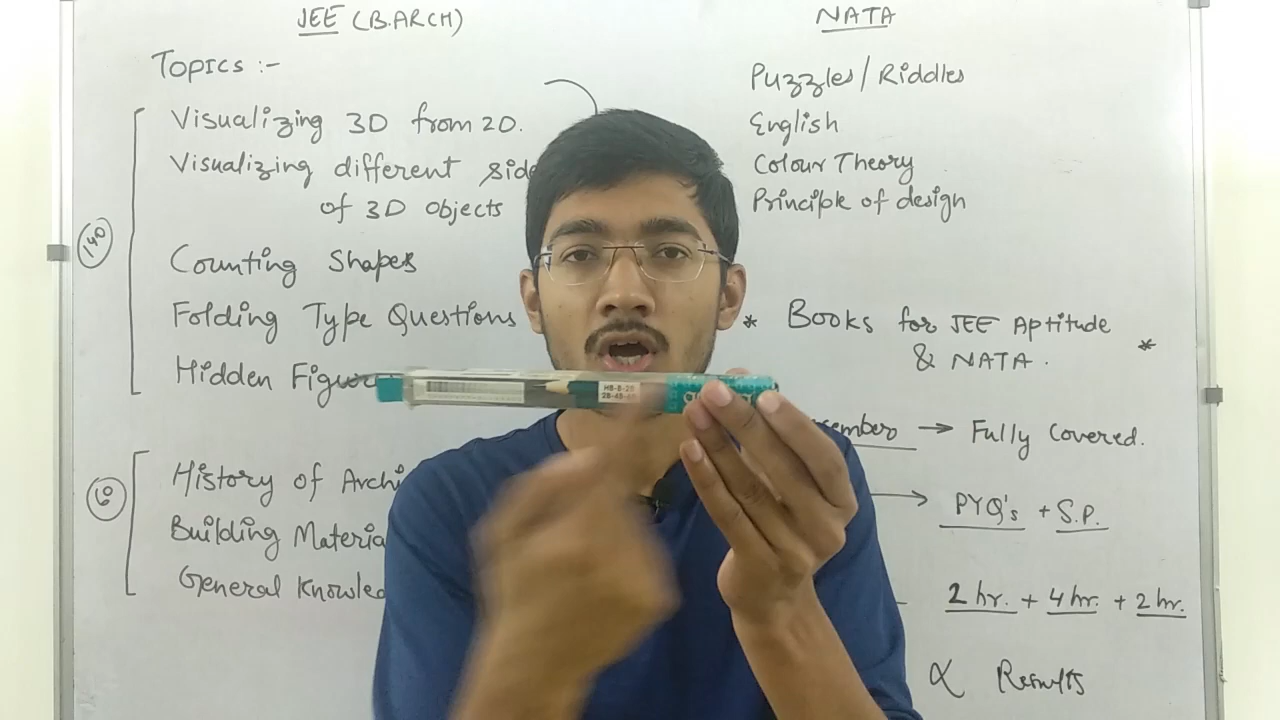 JEE (B.ARCH)
NATA
Topics :-
Visualizing 3D from 2D.
Visualizing different
of 3D Objects
Counting Shapes
Folding Type Questions
Hidden
140
History of
Building
General
60
Puzzles/Riddles
English
Colour Theory
Principle of design
* Books for JEE Aptitude *
& NATA.
→ Fully Covered.
→ PYQ's + S.P.
2 hr. + 4 hr. + 2 hr.
∝ Results
HB-B-2B